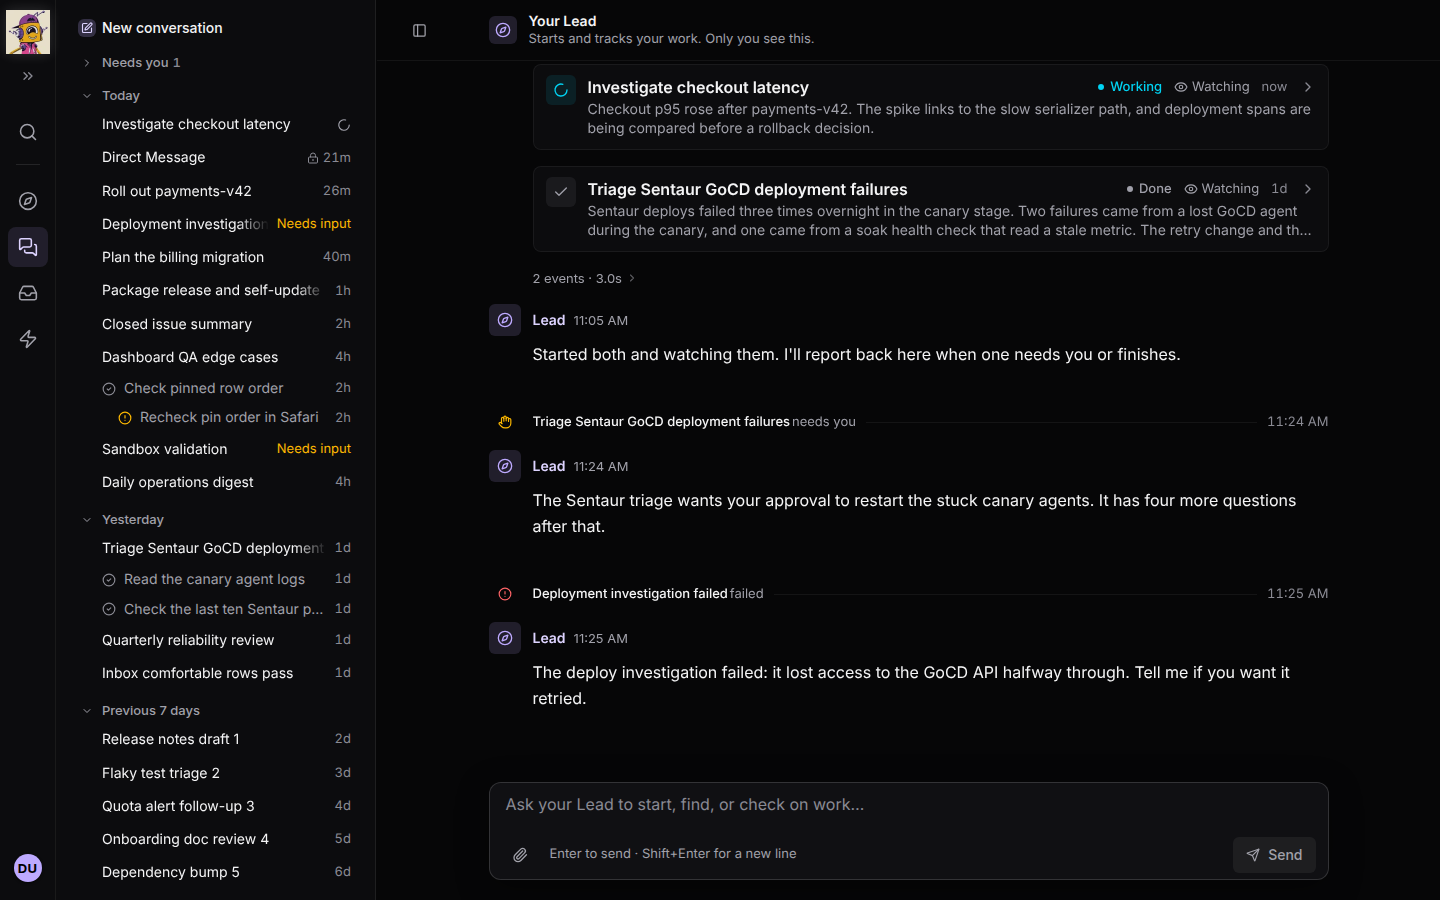 New conversation
Needs you 1
Today
Investigate checkout latency
Direct Message 21m
Roll out payments-v42 26m
Deployment investigation Needs input
Plan the billing migration 40m
Package release and self-update 1h
Closed issue summary 2h
Dashboard QA edge cases 4h
Check pinned row order 2h
Recheck pin order in Safari 2h
Sandbox validation Needs input
Daily operations digest 4h
Yesterday
Triage Sentaur GoCD deployment 1d
Read the canary agent logs 1d
Check the last ten Sentaur p... 1d
Quarterly reliability review 1d
Inbox comfortable rows pass 1d
Previous 7 days
Release notes draft 1 2d
Flaky test triage 2 3d
Quota alert follow-up 3 4d
Onboarding doc review 4 5d
Dependency bump 5 6d
DU
Your Lead
Starts and tracks your work. Only you see this.
Investigate checkout latency Working Watching now
Checkout p95 rose after payments-v42. The spike links to the slow serializer path, and deployment spans are
being compared before a rollback decision.
Triage Sentaur GoCD deployment failures Done Watching 1d
Sentaur deploys failed three times overnight in the canary stage. Two failures came from a lost GoCD agent
during the canary, and one came from a soak health check that read a stale metric. The retry change and th...
2 events · 3.0s
Lead 11:05 AM
Started both and watching them. I'll report back here when one needs you or finishes.
Triage Sentaur GoCD deployment failures needs you 11:24 AM
Lead 11:24 AM
The Sentaur triage wants your approval to restart the stuck canary agents. It has four more questions
after that.
Deployment investigation failed failed 11:25 AM
Lead 11:25 AM
The deploy investigation failed: it lost access to the GoCD API halfway through. Tell me if you want it
retried.
Ask your Lead to start, find, or check on work...
Enter to send · Shift+Enter for a new line
Send